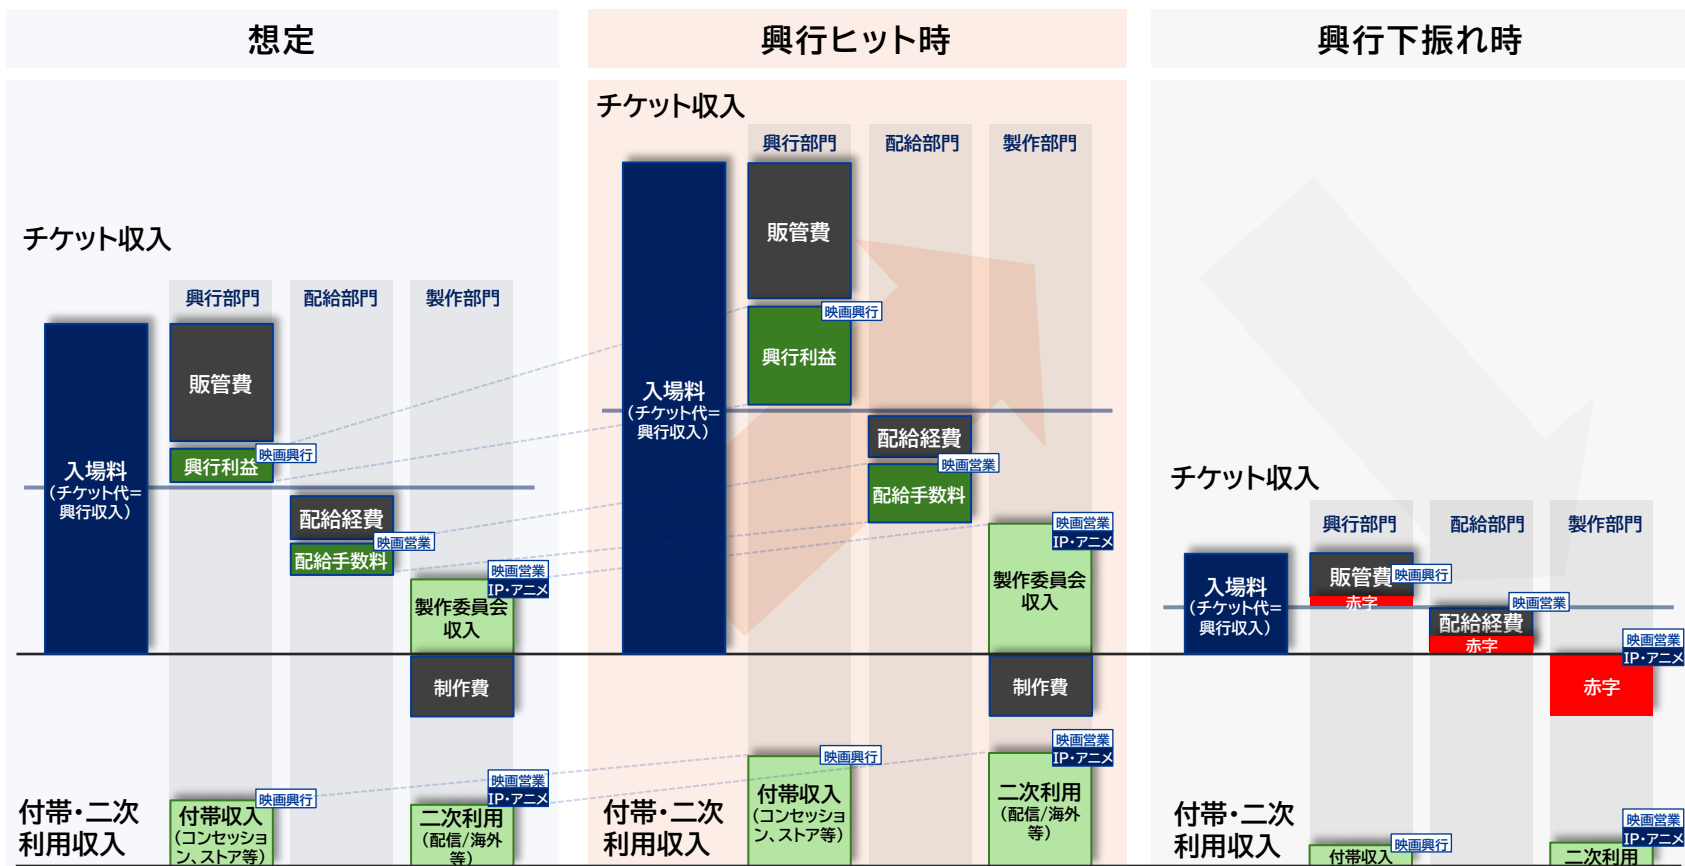 想定
チケット収入
興行部門
配給部門
製作部門
入場料
(チケット代=
興行収入)
販管費
映画興行
興行利益
配給経費
映画営業
配給手数料
映画営業
IP・アニメ
製作委員会
収入
制作費
付帯・二次
利用収入
映画興行
付帯収入
(コンセッショ
ン、ストア等)
映画営業
IP・アニメ
二次利用
(配信/海外
等)
興行ヒット時
チケット収入
興行部門
配給部門
製作部門
入場料
(チケット代=
興行収入)
販管費
映画興行
興行利益
配給経費
映画営業
配給手数料
映画営業
IP・アニメ
製作委員会
収入
制作費
付帯・二次
利用収入
映画興行
付帯収入
(コンセッショ
ン、ストア等)
映画営業
IP・アニメ
二次利用
(配信/海外
等)
興行下振れ時
チケット収入
興行部門
配給部門
製作部門
入場料
(チケット代=
興行収入)
販管費
映画興行
赤字
映画営業
配給経費
赤字
映画営業
IP・アニメ
赤字
付帯・二次
利用収入
映画興行
付帯収入
映画営業
IP・アニメ
二次利用